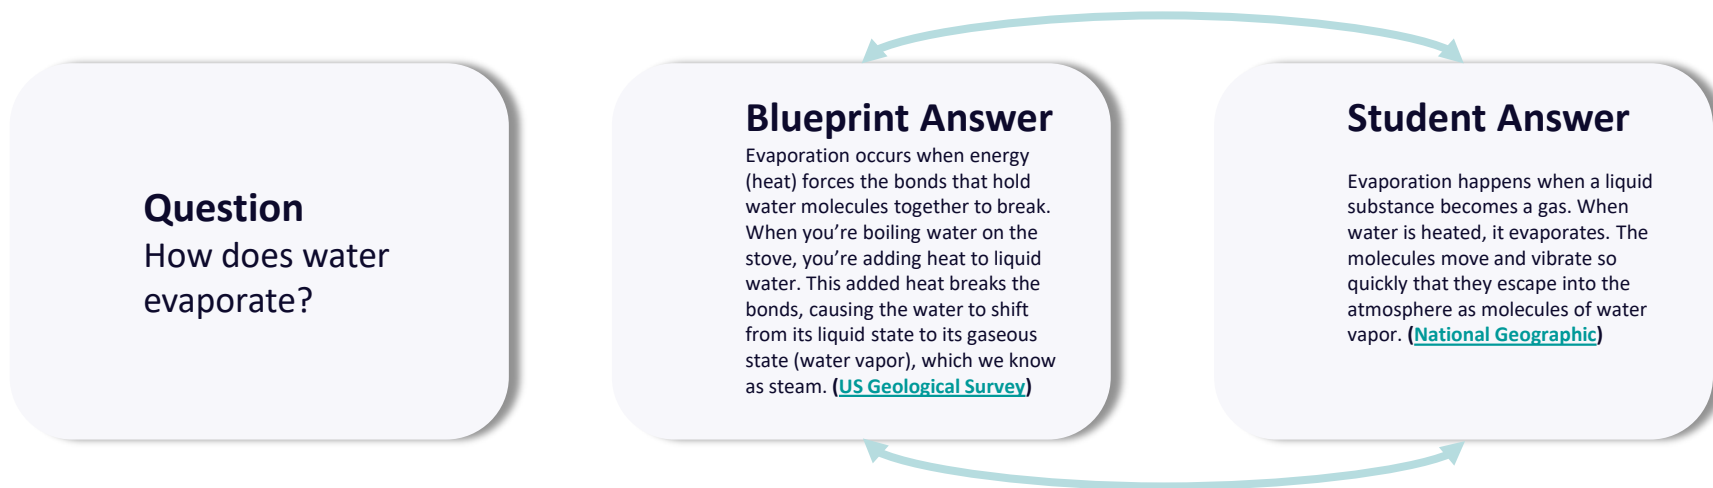 Question
How does water
evaporate?
Blueprint Answer
Evaporation occurs when energy
(heat) forces the bonds that hold
water molecules together to break.
When you’re boiling water on the
stove, you’re adding heat to liquid
water. This added heat breaks the
bonds, causing the water to shift
from its liquid state to its gaseous
state (water vapor), which we know
as steam. (US Geological Survey)
Student Answer
Evaporation happens when a liquid
substance becomes a gas. When
water is heated, it evaporates. The
molecules move and vibrate so
quickly that they escape into the
atmosphere as molecules of water
vapor. (National Geographic)